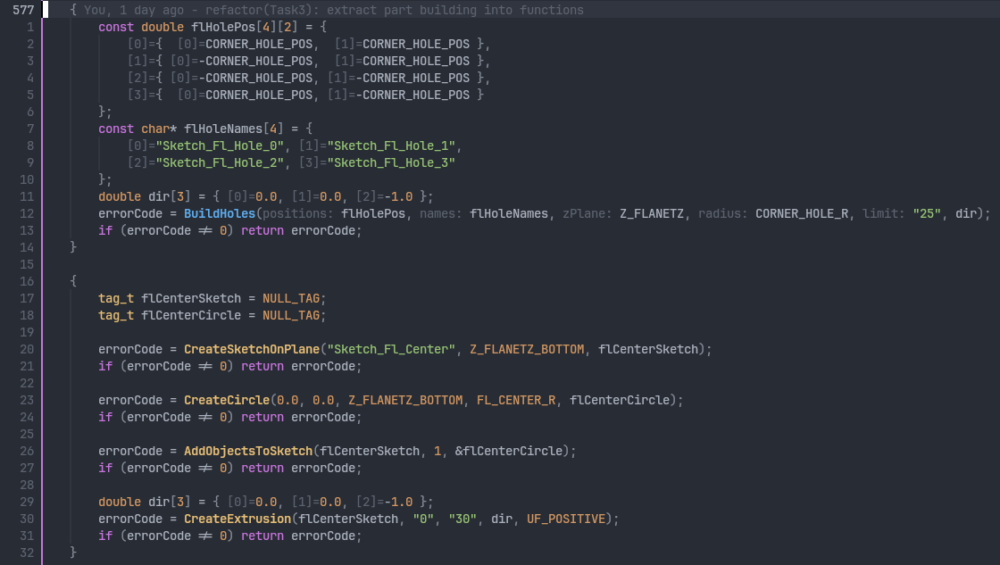 577 { You, 1 day ago - refactor(Task3): extract part building into functions
1 const double flHolePos[4][2] = {
2 [0]={ [0]=CORNER_HOLE_POS, [1]=CORNER_HOLE_POS },
3 [1]={ [0]=-CORNER_HOLE_POS, [1]=CORNER_HOLE_POS },
4 [2]={ [0]=-CORNER_HOLE_POS, [1]=-CORNER_HOLE_POS },
5 [3]={ [0]=CORNER_HOLE_POS, [1]=-CORNER_HOLE_POS }
6 };
7 const char* flHoleNames[4] = {
8 [0]="Sketch_Fl_Hole_0", [1]="Sketch_Fl_Hole_1",
9 [2]="Sketch_Fl_Hole_2", [3]="Sketch_Fl_Hole_3"
10 };
11 double dir[3] = { [0]=0.0, [1]=0.0, [2]=-1.0 };
12 errorCode = BuildHoles(positions: flHolePos, names: flHoleNames, zPlane: Z_FLANETZ, radius: CORNER_HOLE_R, limit: "25", dir);
13 if (errorCode ≠ 0) return errorCode;
14 }
15
16 {
17 tag_t flCenterSketch = NULL_TAG;
18 tag_t flCenterCircle = NULL_TAG;
19
20 errorCode = CreateSketchOnPlane("Sketch_Fl_Center", Z_FLANETZ_BOTTOM, flCenterSketch);
21 if (errorCode ≠ 0) return errorCode;
22
23 errorCode = CreateCircle(0.0, 0.0, Z_FLANETZ_BOTTOM, FL_CENTER_R, flCenterCircle);
24 if (errorCode ≠ 0) return errorCode;
25
26 errorCode = AddObjectsToSketch(flCenterSketch, 1, &flCenterCircle);
27 if (errorCode ≠ 0) return errorCode;
28
29 double dir[3] = { [0]=0.0, [1]=0.0, [2]=-1.0 };
30 errorCode = CreateExtrusion(flCenterSketch, "0", "30", dir, UF_POSITIVE);
31 if (errorCode ≠ 0) return errorCode;
32 }